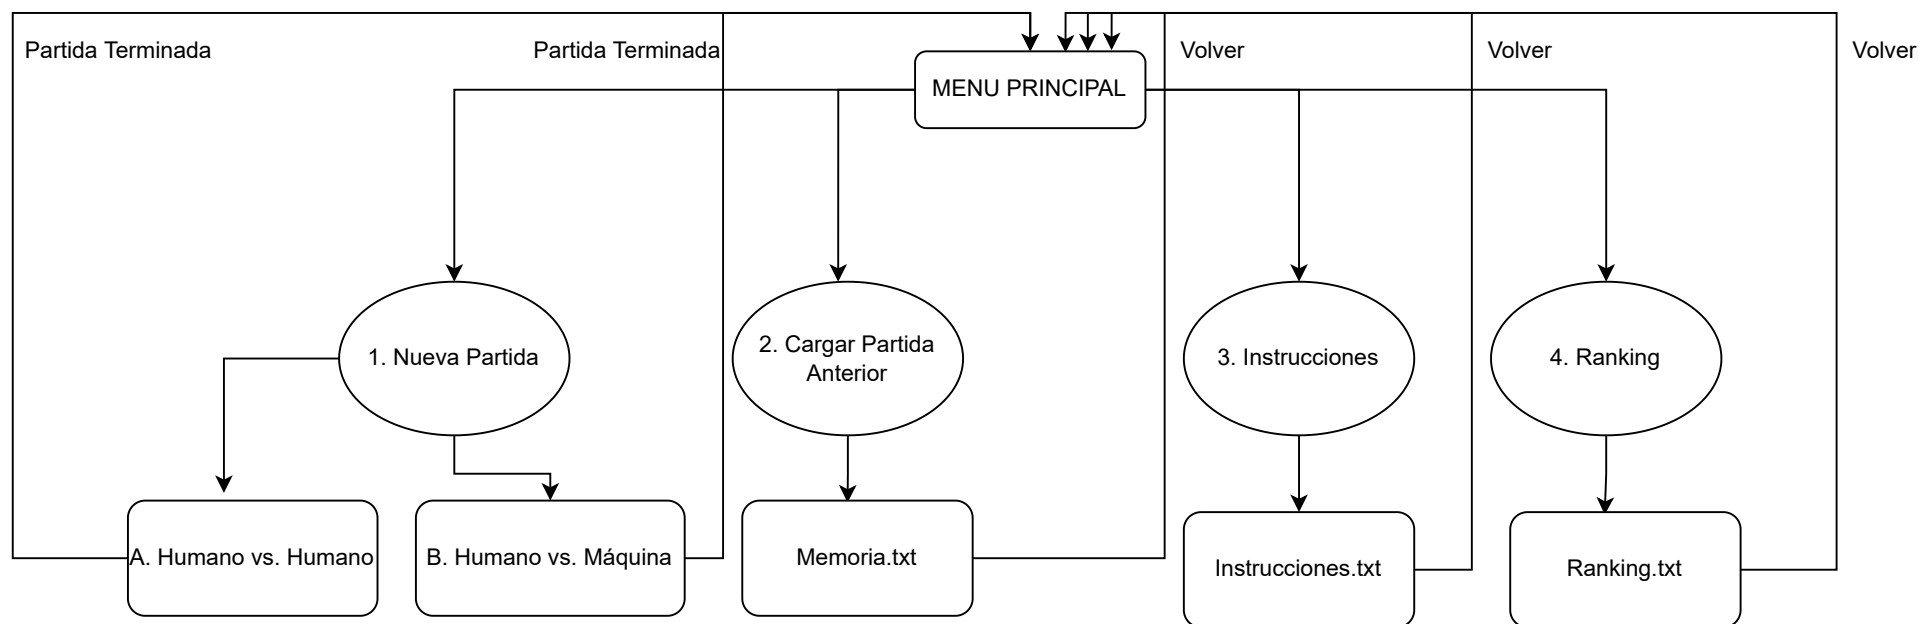 Partida Terminada
Partida Terminada
Volver
Volver
Volver
MENU PRINCIPAL
1. Nueva Partida
2. Cargar Partida
Anterior
3. Instrucciones
4. Ranking
A. Humano vs. Humano
B. Humano vs. Máquina
Memoria.txt
Instrucciones.txt
Ranking.txt